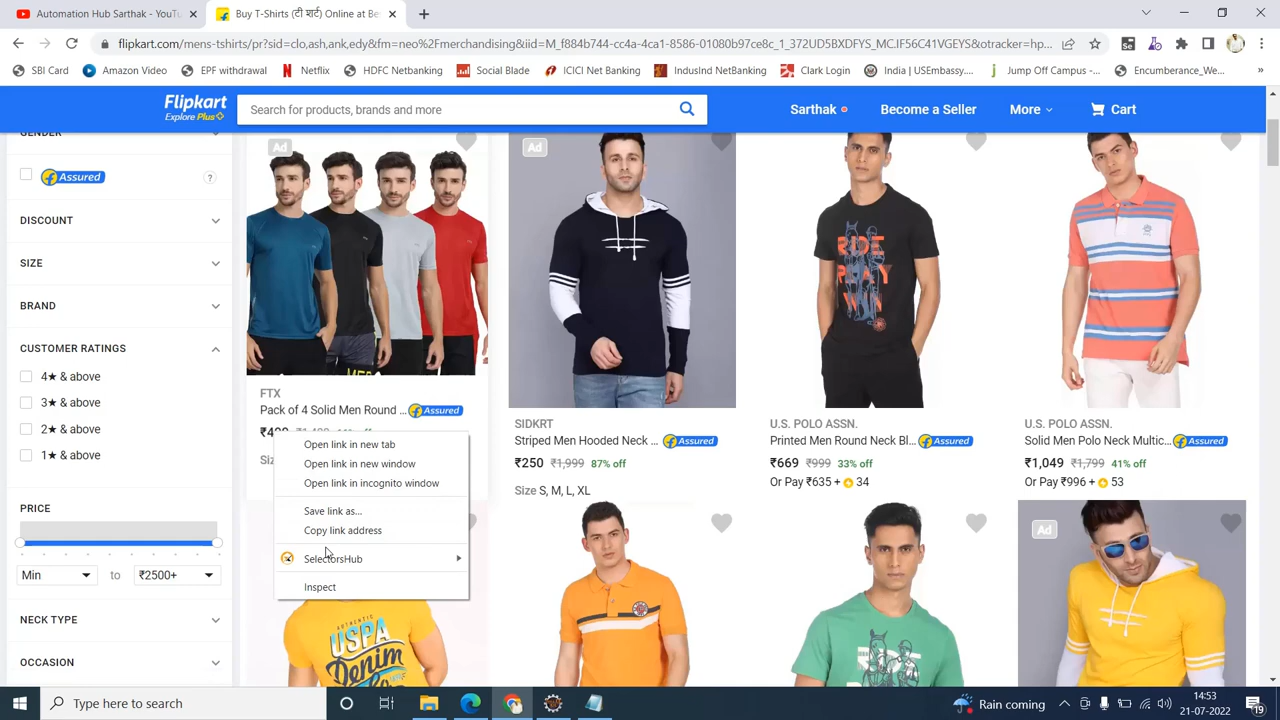 Automation Hub Sarthak - YouTu
Buy T-Shirts (टी शर्ट) Online at Be
flipkart.com/mens-tshirts/pr?sid=clo,ash,ank,edy&fm=neo%2Fmerchandising&iid=M_f884b744-cc4a-4ca1-8586-01080b97ce8c_1_372UD5BXDFYS_MC.IF56C41VGEYS&otracker=hp...
SBI Card
Amazon Video
EPF withdrawal
Netflix
HDFC Netbanking
Social Blade
ICICI Net Banking
IndusInd NetBanking
Clark Login
India | USEmbassy....
Jump Off Campus -...
Encumberance_We...
»
Flipkart
Explore Plus
Search for products, brands and more
Sarthak
Become a Seller
More
Cart
GENDER
Assured
?
DISCOUNT
SIZE
BRAND
CUSTOMER RATINGS
4★ & above
3★ & above
2★ & above
1★ & above
PRICE
Min
to
₹2500+
NECK TYPE
OCCASION
Ad
FTX
Pack of 4 Solid Men Round ...
Assured
Open link in new tab
Open link in new window
Open link in incognito window
Save link as...
Copy link address
SelectorsHub
Inspect
Ad
SIDKRT
Striped Men Hooded Neck ...
Assured
₹250 ₹1,999 87% off
Size S, M, L, XL
RIDE
PLAY
WIN
U.S. POLO ASSN.
Printed Men Round Neck Bl...
Assured
₹669 ₹999 33% off
Or Pay ₹635 + 34
U.S. POLO ASSN.
Solid Men Polo Neck Multic...
Assured
₹1,049 ₹1,799 41% off
Or Pay ₹996 + 53
AUTHENTIC
USPA
Denim
Ad
Type here to search
Rain coming
14:53
21-07-2022
19